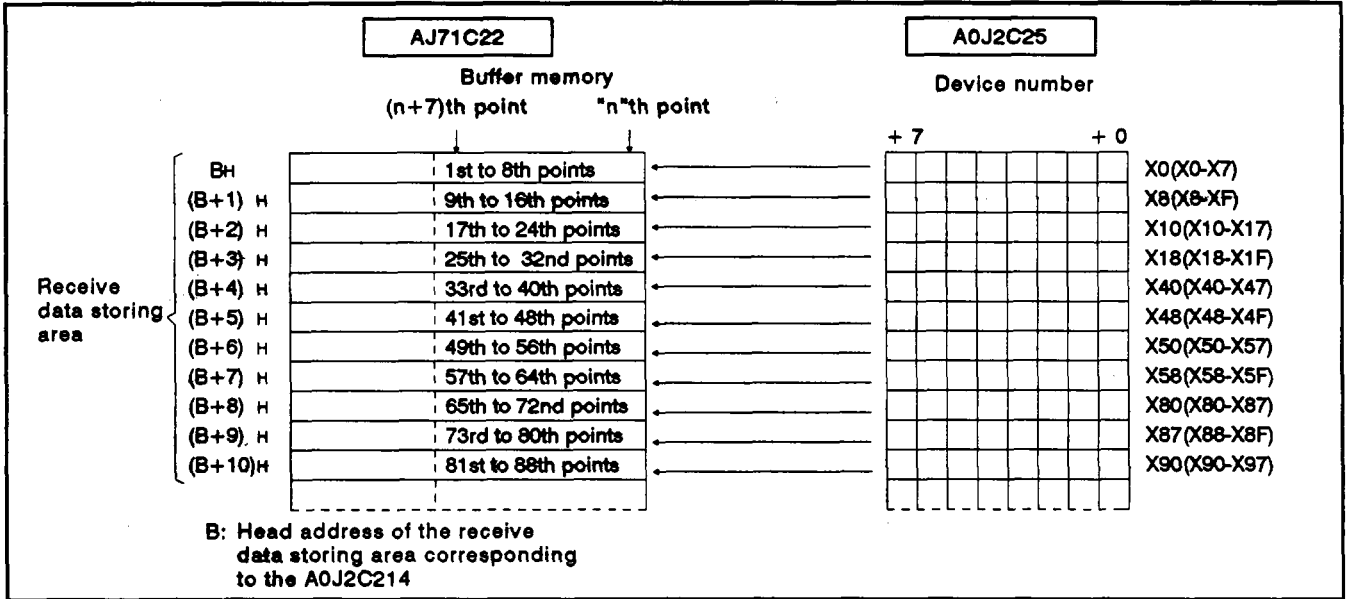 AJ71C22
A0J2C25
Buffer memory
Device number
(n+7)th point "n"th point
+ 7 + 0
BH 1st to 8th points X0(X0-X7)
(B+1) H 9th to 16th points X8(X8-XF)
(B+2) H 17th to 24th points X10(X10-X17)
(B+3) H 25th to 32nd points X18(X18-X1F)
(B+4) H 33rd to 40th points X40(X40-X47)
(B+5) H 41st to 48th points X48(X48-X4F)
(B+6) H 49th to 56th points X50(X50-X57)
(B+7) H 57th to 64th points X58(X58-X5F)
(B+8) H 65th to 72nd points X80(X80-X87)
(B+9) H 73rd to 80th points X87(X88-X8F)
(B+10)H 81st to 88th points X90(X90-X97)
Receive
data storing
area
B: Head address of the receive
data storing area corresponding
to the A0J2C214